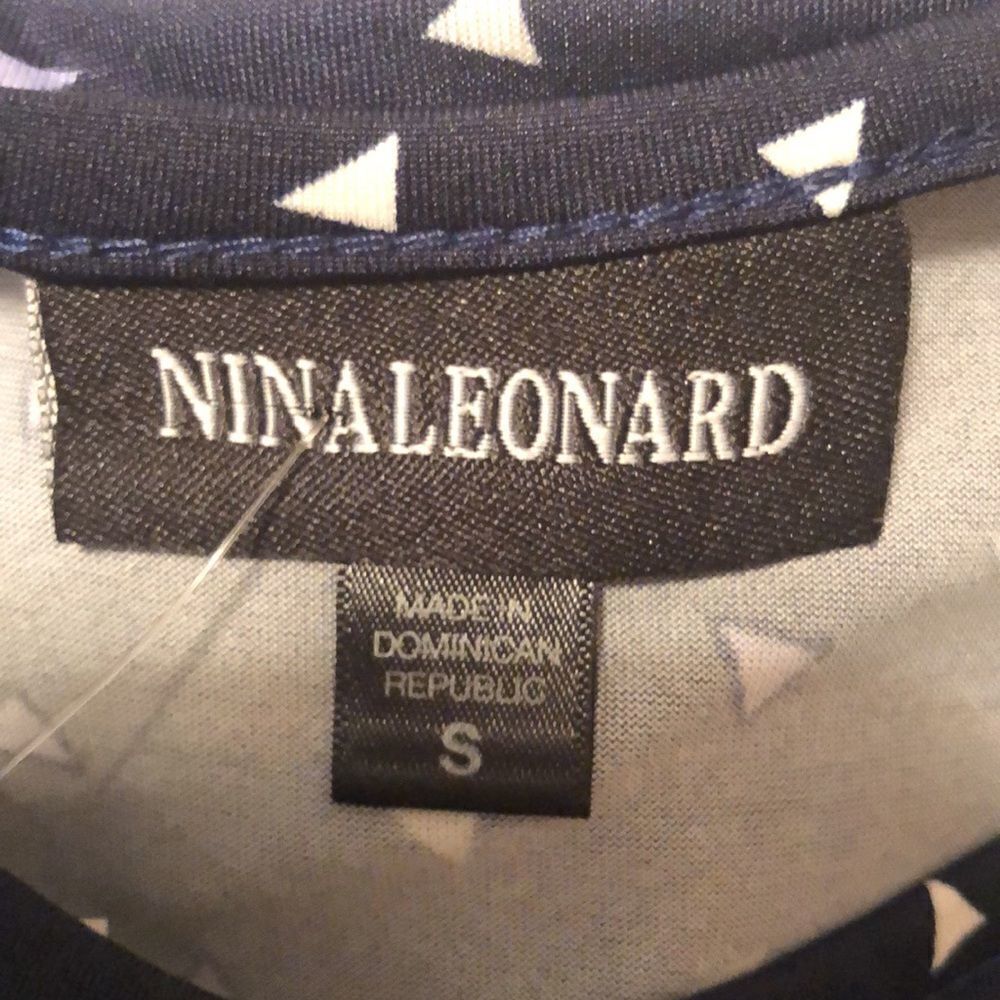 NINALEONARD
MADE IN
DOMINICAN
REPUBLIC
S